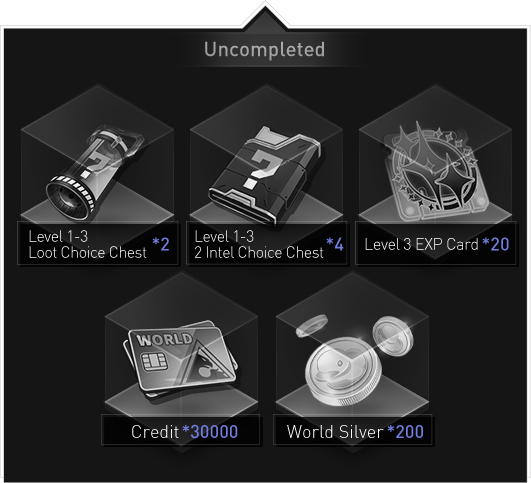 Uncompleted
Level 1-3
Loot Choice Chest *2
Level 1-3
2 Intel Choice Chest *4
Level 3 EXP Card *20
WORLD
Credit *30000
World Silver *200